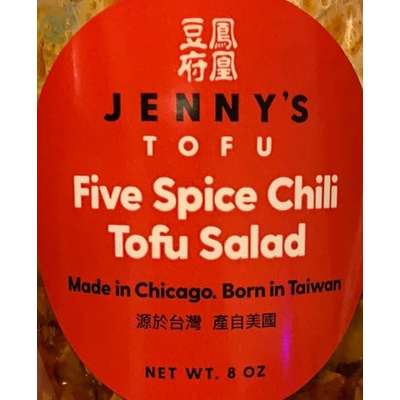 鳳凰
豆府
JENNY'S
TOFU
Five Spice Chili
Tofu Salad
Made in Chicago. Born in Taiwan
源於台灣 產自美國
NET WT. 8 OZ